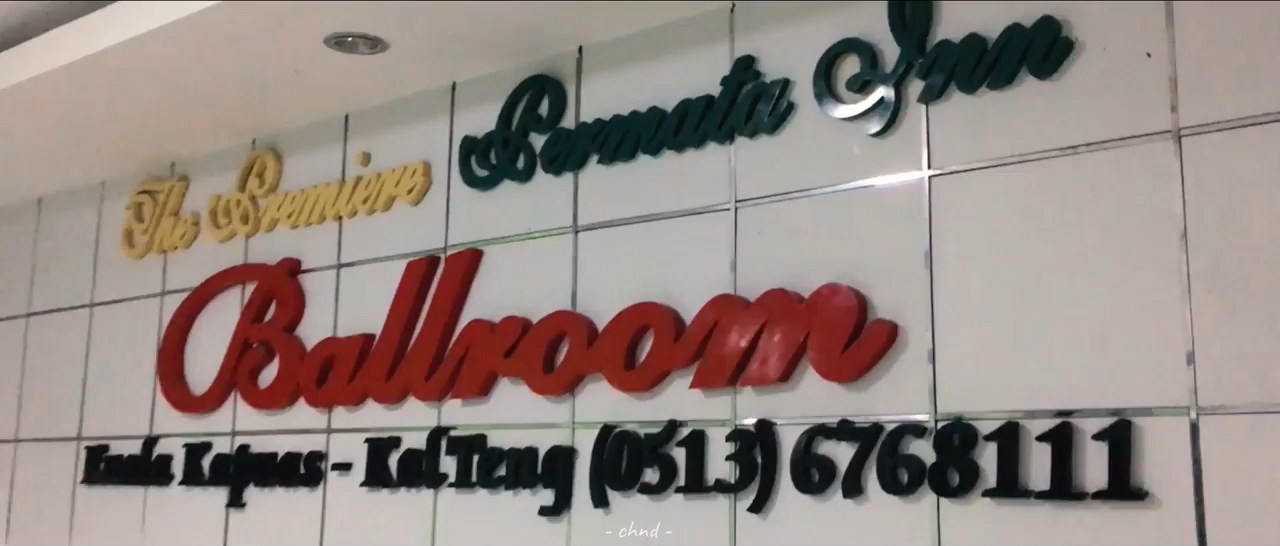 The Premiere Permata Inn
Ballroom
Kuala Kapuas - KalTeng (0513) 6768111
- chnd -